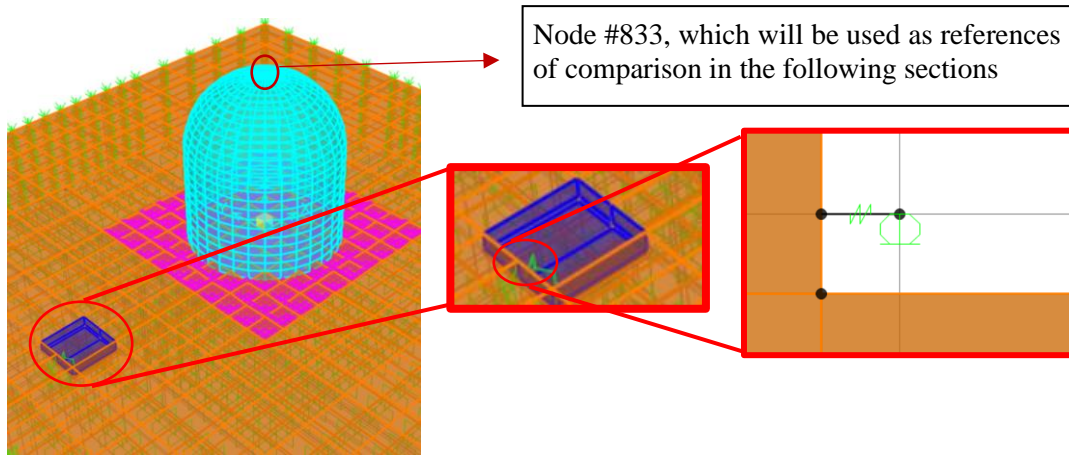 Node #833, which will be used as references
of comparison in the following sections